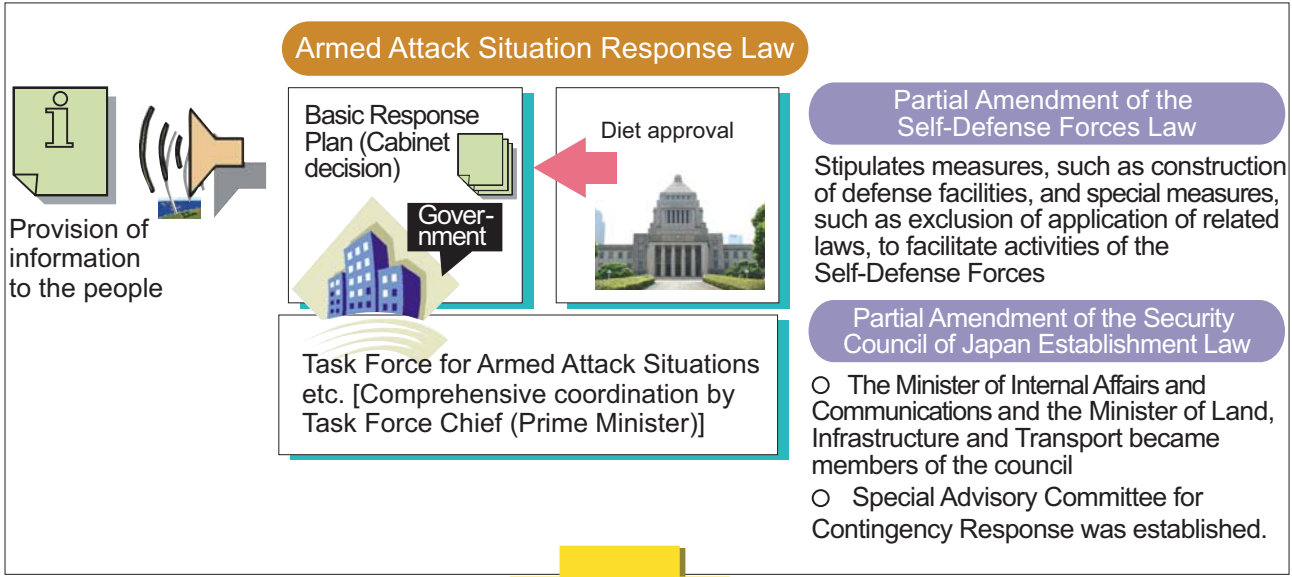 Armed Attack Situation Response Law
Provision of
information
to the people
Basic Response
Plan (Cabinet
decision)
Gover-
nment
Diet approval
Task Force for Armed Attack Situations
etc. [Comprehensive coordination by
Task Force Chief (Prime Minister)]
Partial Amendment of the
Self-Defense Forces Law
Stipulates measures, such as construction
of defense facilities, and special measures,
such as exclusion of application of related
laws, to facilitate activities of the
Self-Defense Forces
Partial Amendment of the Security
Council of Japan Establishment Law
○ The Minister of Internal Affairs and
Communications and the Minister of Land,
Infrastructure and Transport became
members of the council
○ Special Advisory Committee for
Contingency Response was established.